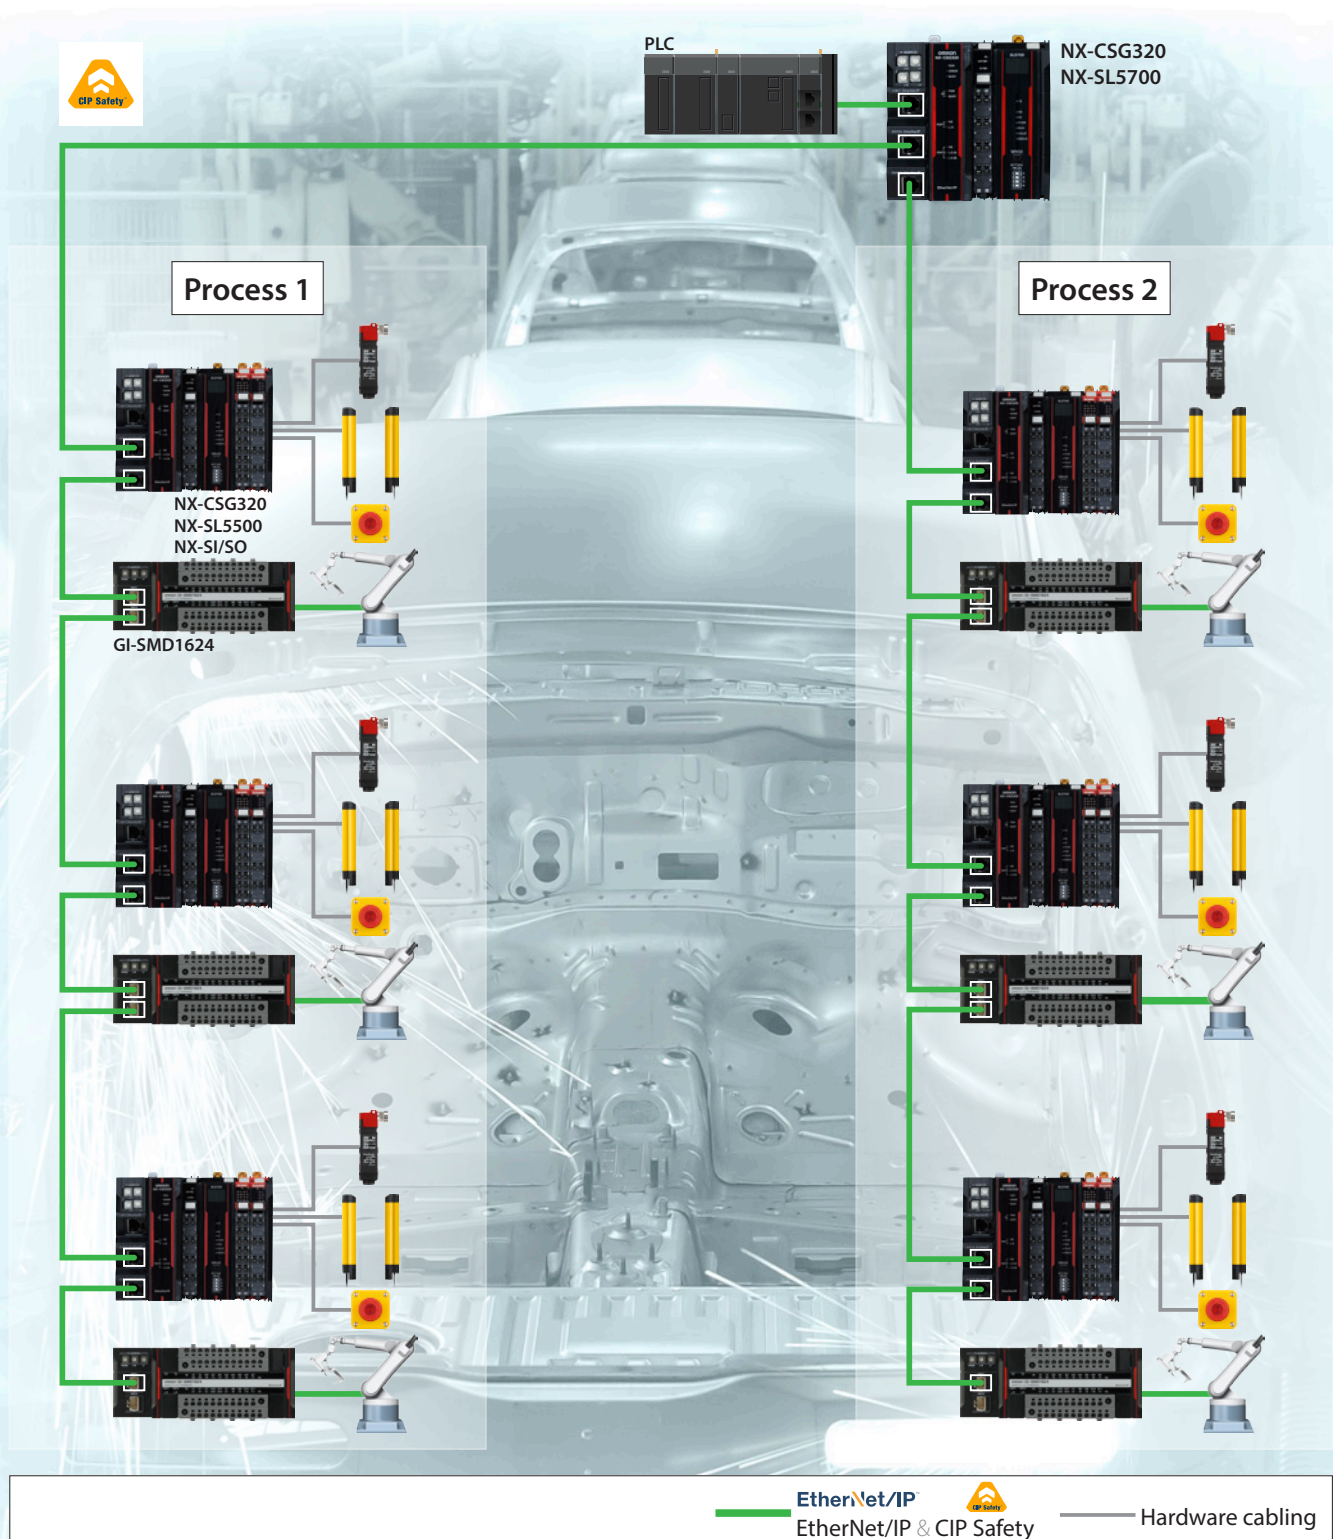 CIP Safety
PLC
NX-CSG320
NX-SL5700
Process 1
Process 2
NX-CSG320
NX-SL5500
NX-SI/SO
GI-SMD1624
EtherNet/IP
CIP Safety
EtherNet/IP & CIP Safety
Hardware cabling